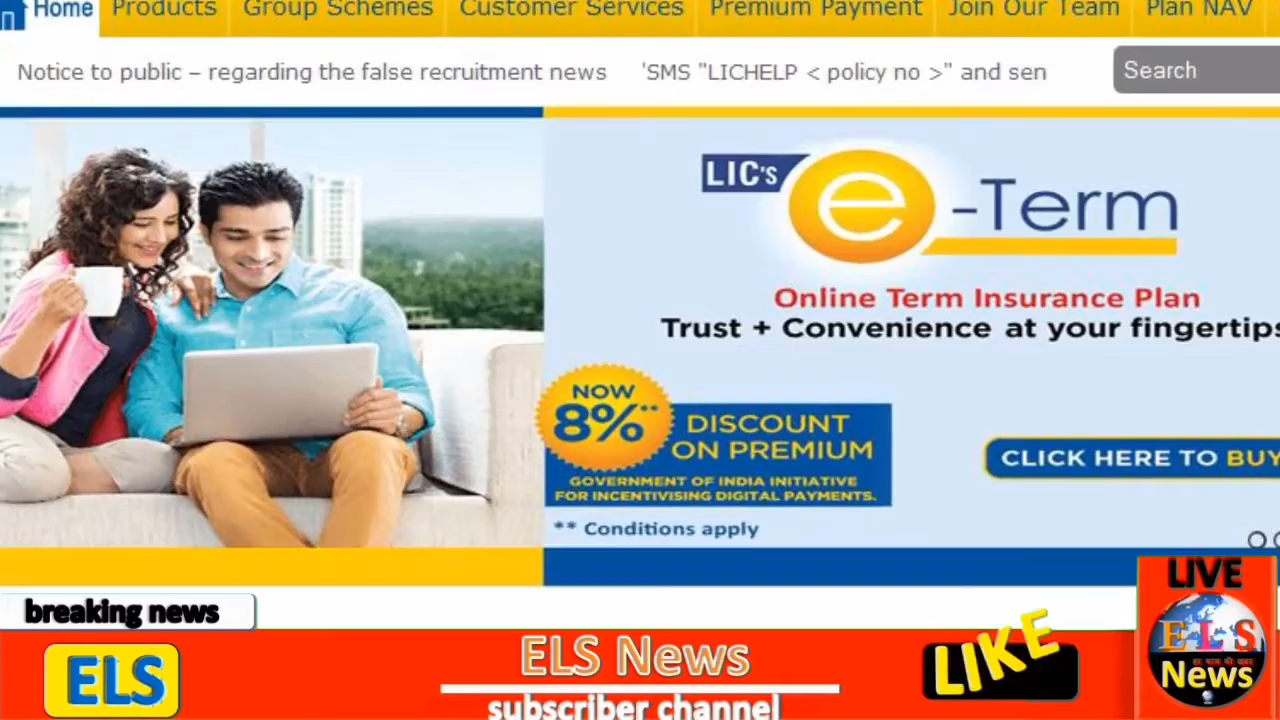 Home Products Group Schemes Customer Services Premium Payment Join Our Team Plan NAV
Notice to public – regarding the false recruitment news 'SMS "LICHELP < policy no >" and sen
Search
LIC's
e-Term
Online Term Insurance Plan
Trust + Convenience at your fingertips
NOW
8%**
DISCOUNT
ON PREMIUM
GOVERNMENT OF INDIA INITIATIVE
FOR INCENTIVISING DIGITAL PAYMENTS.
CLICK HERE TO BUY
** Conditions apply
breaking news
ELS
ELS News
subscriber channel
LIKE
LIVE
ELS
हर काम की खबर
News